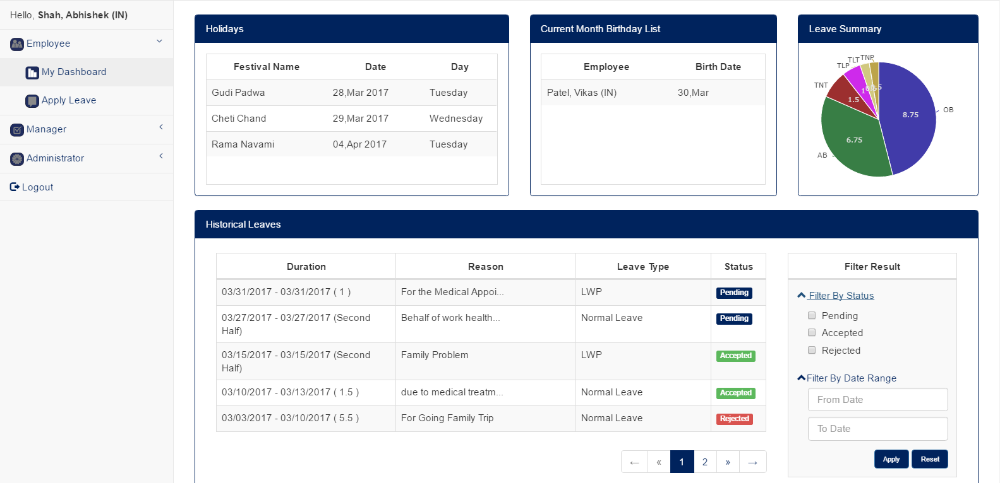 Hello, Shah, Abhishek (IN)
Employee
My Dashboard
Apply Leave
Manager
Administrator
Logout
Holidays
Festival Name Date Day
Gudi Padwa 28,Mar 2017 Tuesday
Cheti Chand 29,Mar 2017 Wednesday
Rama Navami 04,Apr 2017 Tuesday
Current Month Birthday List
Employee Birth Date
Patel, Vikas (IN) 30,Mar
Leave Summary
TLT TNP
TLP
TNT
1.5
8.75
OB
6.75
AB
Historical Leaves
Duration Reason Leave Type Status
03/31/2017 - 03/31/2017 ( 1 ) For the Medical Appoi... LWP Pending
03/27/2017 - 03/27/2017 (Second Behalf of work health... Normal Leave Pending
Half)
03/15/2017 - 03/15/2017 (Second Family Problem LWP Accepted
Half)
03/10/2017 - 03/13/2017 ( 1.5 ) due to medical treatm... Normal Leave Accepted
03/03/2017 - 03/10/2017 ( 5.5 ) For Going Family Trip Normal Leave Rejected
← « 1 2 » →
Filter Result
Filter By Status
Pending
Accepted
Rejected
Filter By Date Range
From Date
To Date
Apply Reset